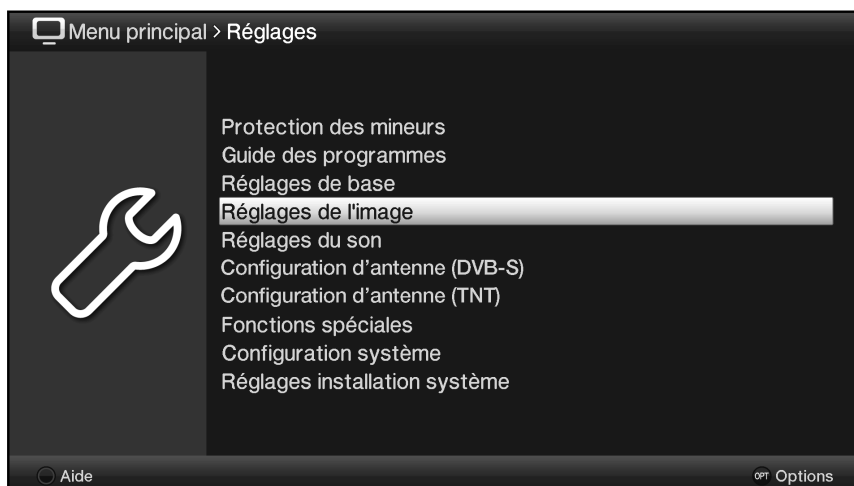 Menu principal > Réglages
Protection des mineurs
Guide des programmes
Réglages de base
Réglages de l'image
Réglages du son
Configuration d’antenne (DVB-S)
Configuration d’antenne (TNT)
Fonctions spéciales
Configuration système
Réglages installation système
Aide
OPT Options